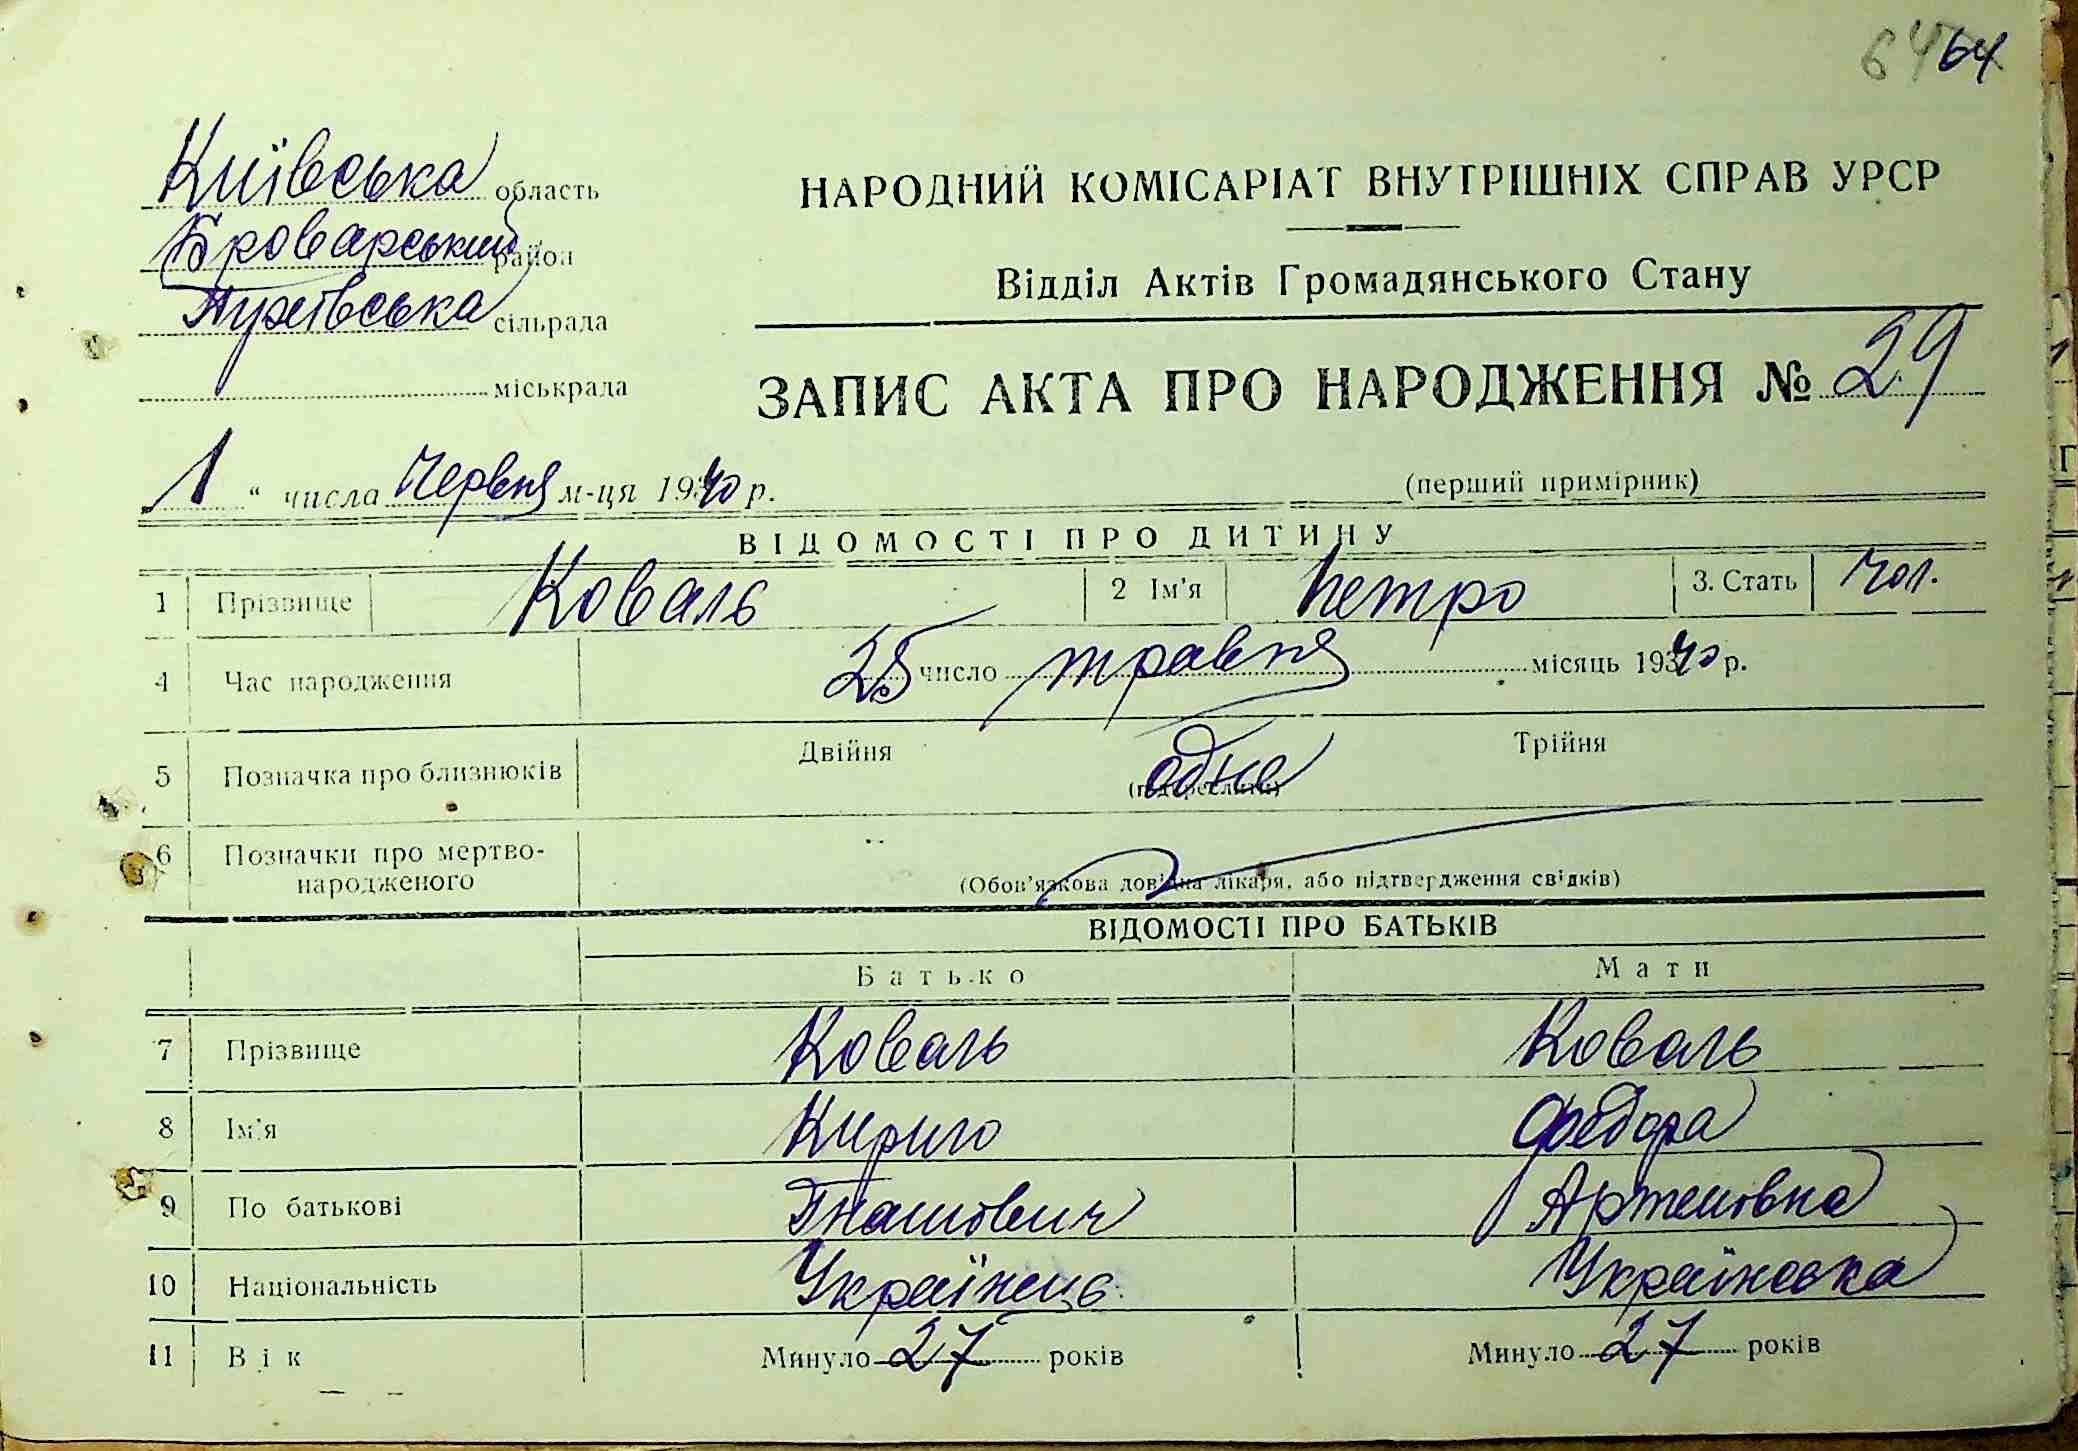 64 64
Київська область
Броварський район
Пухівська сільрада
міськрада
НАРОДНИЙ КОМІСАРІАТ ВНУТРІШНІХ СПРАВ УРСР
Відділ Актів Громадянського Стану
ЗАПИС АКТА ПРО НАРОДЖЕННЯ № 29
1 " числа Червня м-ця 1940 р.
(перший примірник)
ВІДОМОСТІ ПРО ДИТИНУ
1 Прізвище Коваль 2 Ім'я Петро 3. Стать чол.
4 Час народження 25 число травня місяць 1940 р.
5 Позначка про близнюків Двійня одне Трійня
(підкреслити)
6 Позначки про мертво-
народженого (Обов'язкова довідка лікаря, або підтвердження свідків)
ВІДОМОСТІ ПРО БАТЬКІВ
Батько Мати
7 Прізвище Коваль Коваль
8 Ім'я Кирило Федора
9 По батькові Гнатович Артемовна
10 Національність Українець Українська
11 Вік Минуло 27 років Минуло 27 років